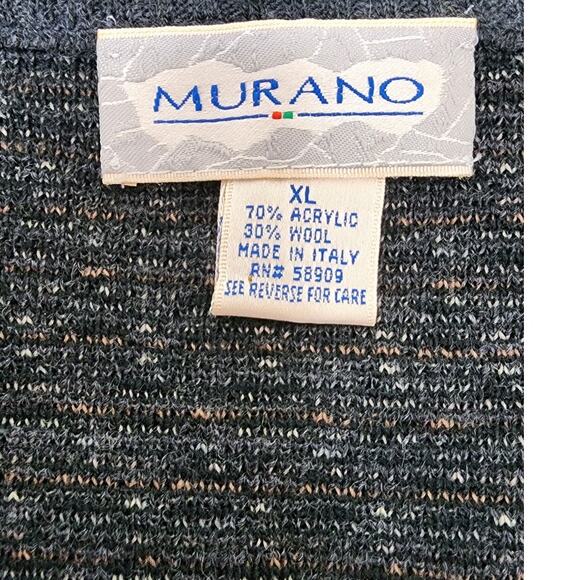 MURANO
XL
70% ACRYLIC
30% WOOL
MADE IN ITALY
RN# 58909
SEE REVERSE FOR CARE